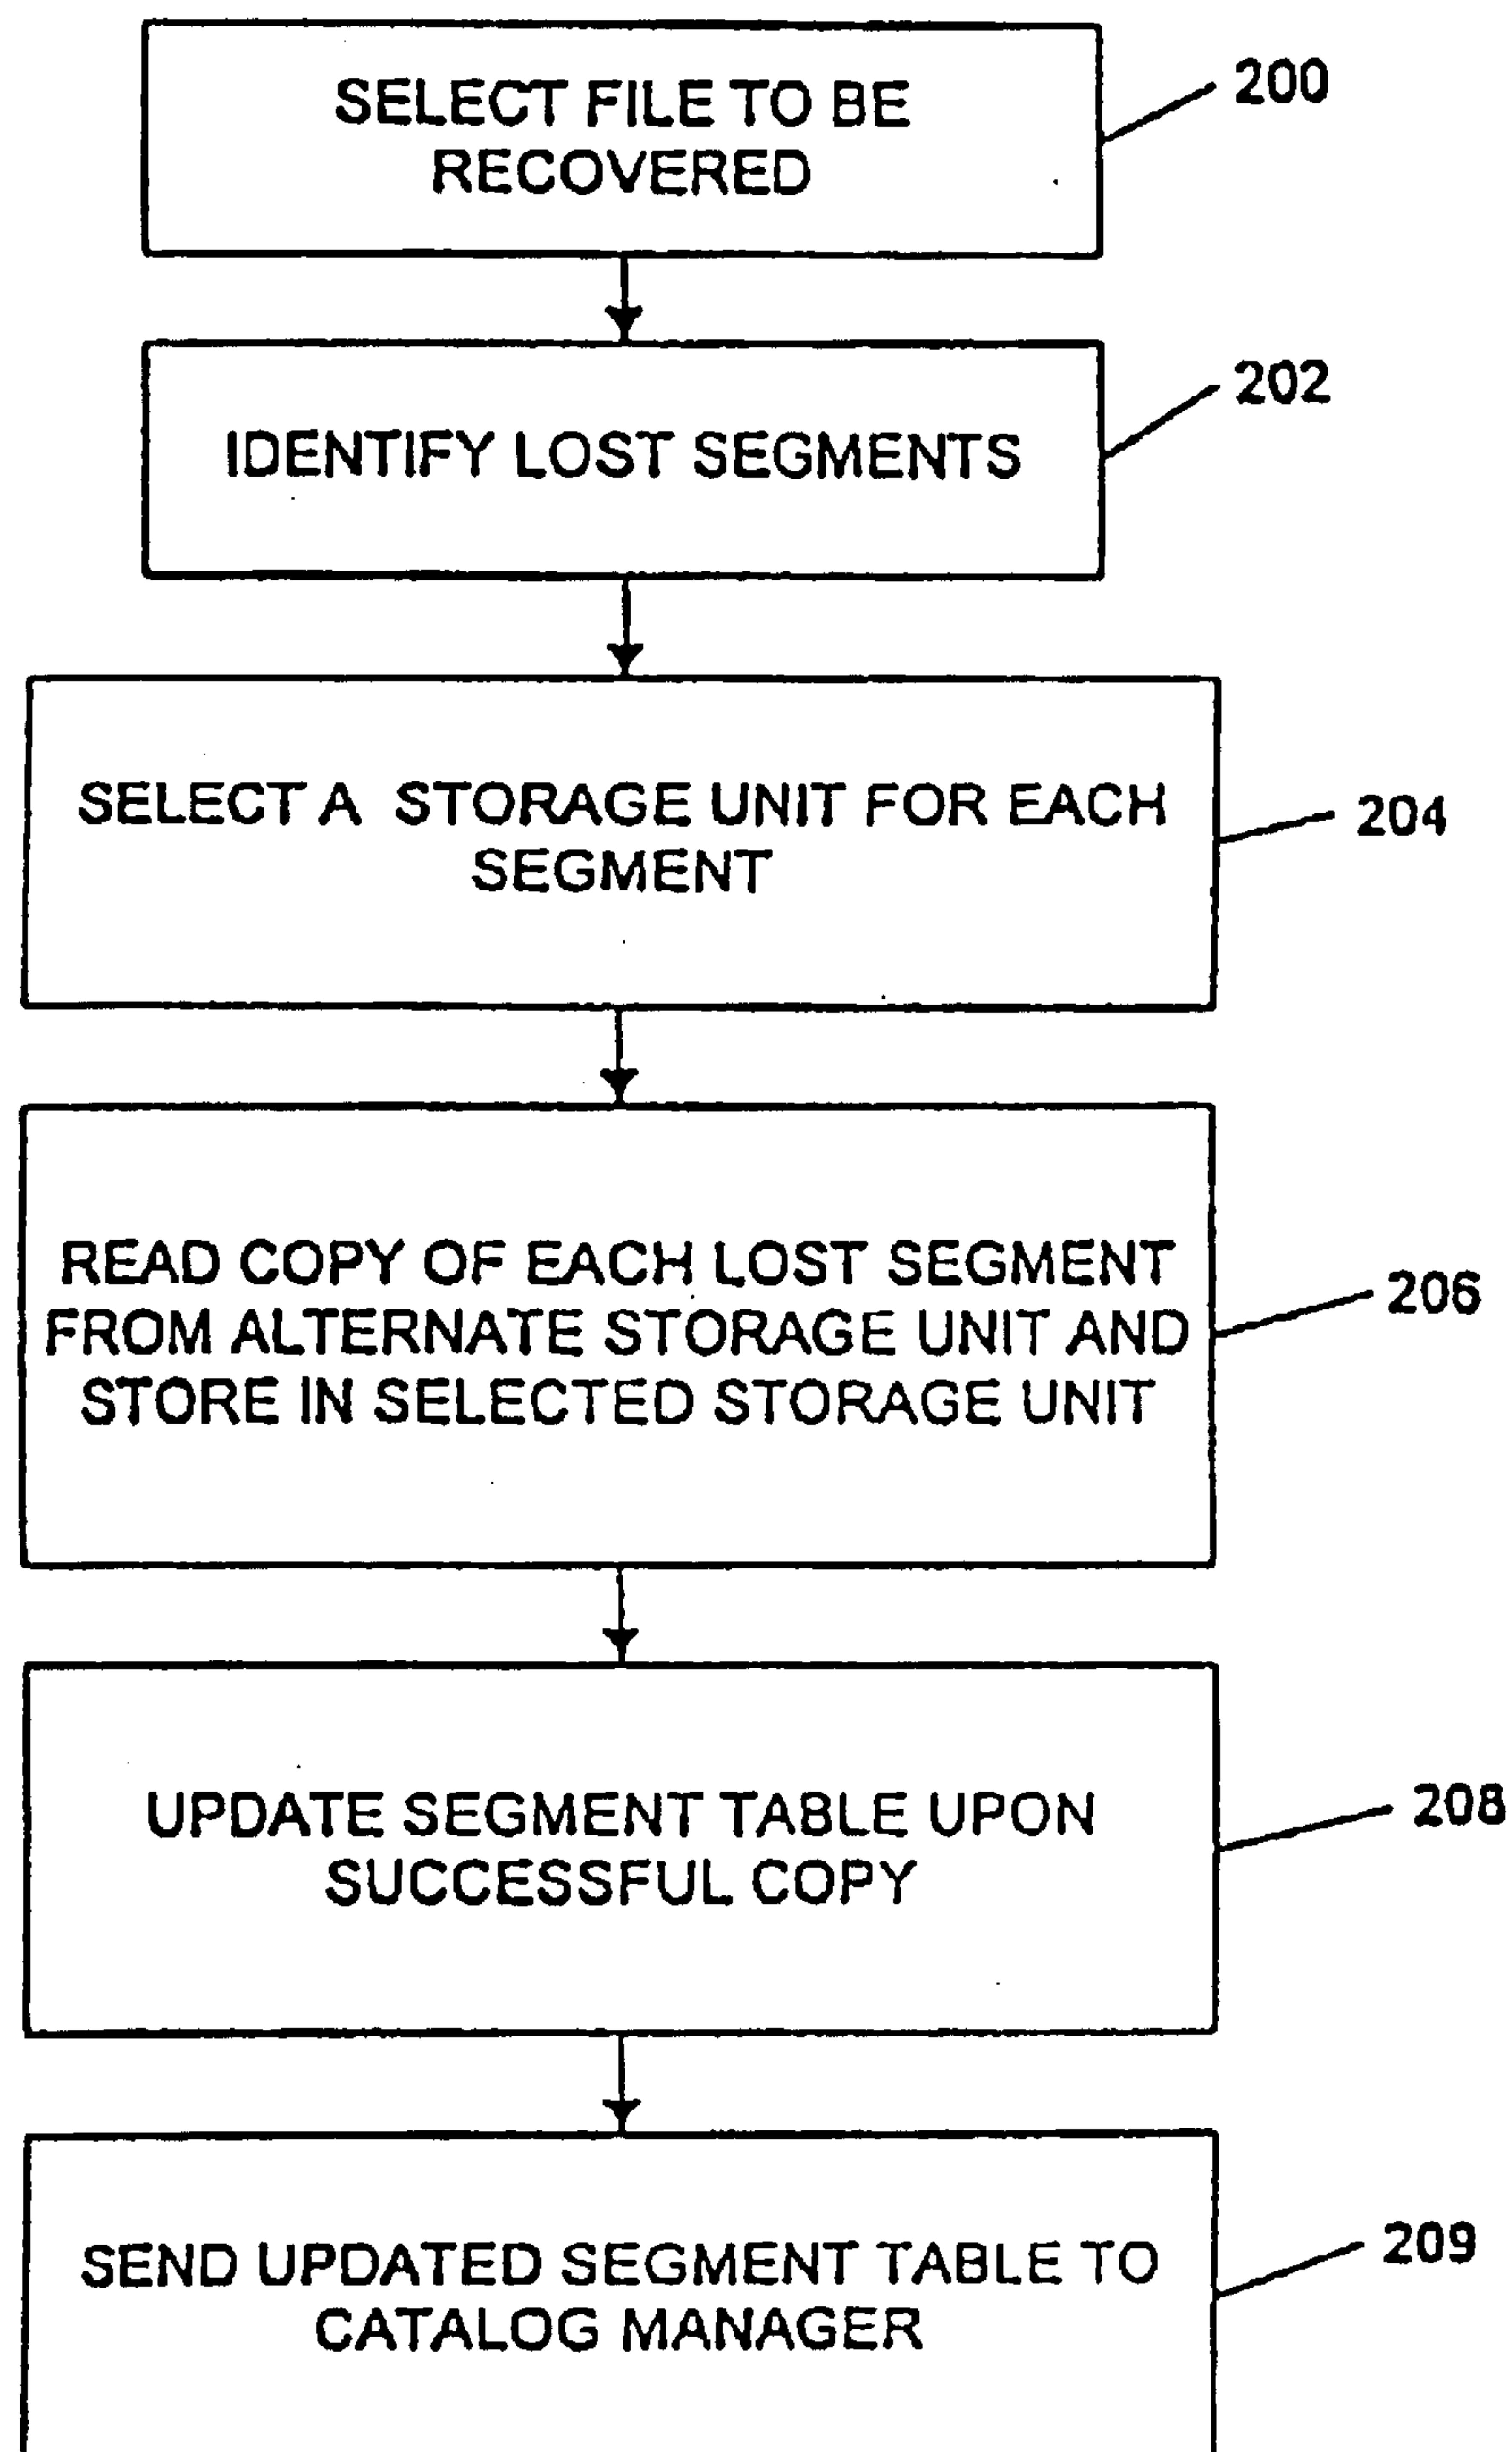 SELECT FILE TO BE
RECOVERED
200
IDENTIFY LOST SEGMENTS
202
SELECT A STORAGE UNIT FOR EACH
SEGMENT
204
READ COPY OF EACH LOST SEGMENT
FROM ALTERNATE STORAGE UNIT AND
STORE IN SELECTED STORAGE UNIT
206
UPDATE SEGMENT TABLE UPON
SUCCESSFUL COPY
208
SEND UPDATED SEGMENT TABLE TO
CATALOG MANAGER
209